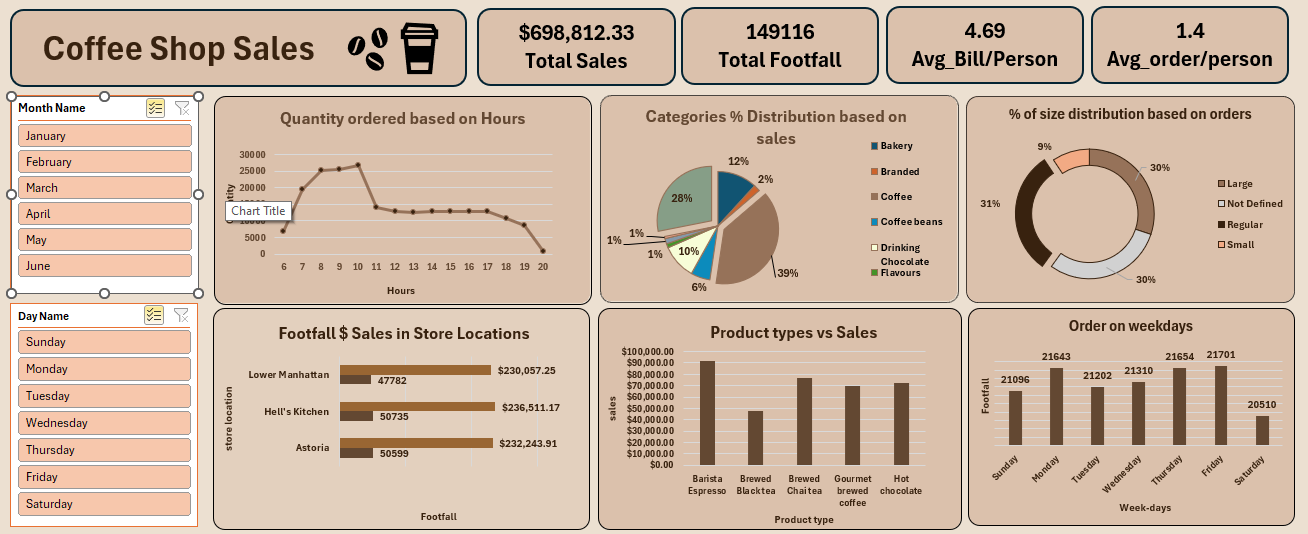 Coffee Shop Sales
$698,812.33
Total Sales
149116
Total Footfall
4.69
Avg_Bill/Person
1.4
Avg_order/person
Month Name
January
February
March
April
May
June
Day Name
Sunday
Monday
Tuesday
Wednesday
Thursday
Friday
Saturday
Quantity ordered based on Hours
30000
25000
20000
5000
0
Chart Title
6 7 8 9 10 11 12 13 14 15 16 17 18 19 20
Hours
Categories % Distribution based on
sales
12%
2%
39%
6%
10%
1%
1%
1%
28%
Bakery
Branded
Coffee
Coffee beans
Drinking
Chocolate
Flavours
% of size distribution based on orders
9%
30%
31%
30%
Large
Not Defined
Regular
Small
Footfall $ Sales in Store Locations
store location
Lower Manhattan
$230,057.25
47782
Hell's Kitchen
$236,511.17
50735
Astoria
$232,243.91
50599
Footfall
Product types vs Sales
sales
$100,000.00
$90,000.00
$80,000.00
$70,000.00
$60,000.00
$50,000.00
$40,000.00
$30,000.00
$20,000.00
$10,000.00
$0.00
Barista
Espresso
Brewed
Black tea
Brewed
Chai tea
Gourmet
brewed
coffee
Hot
chocolate
Product type
Order on weekdays
Footfall
21096
21643
21202
21310
21654
21701
20510
Sunday
Monday
Tuesday
Wednesday
Thursday
Friday
Saturday
Week-days